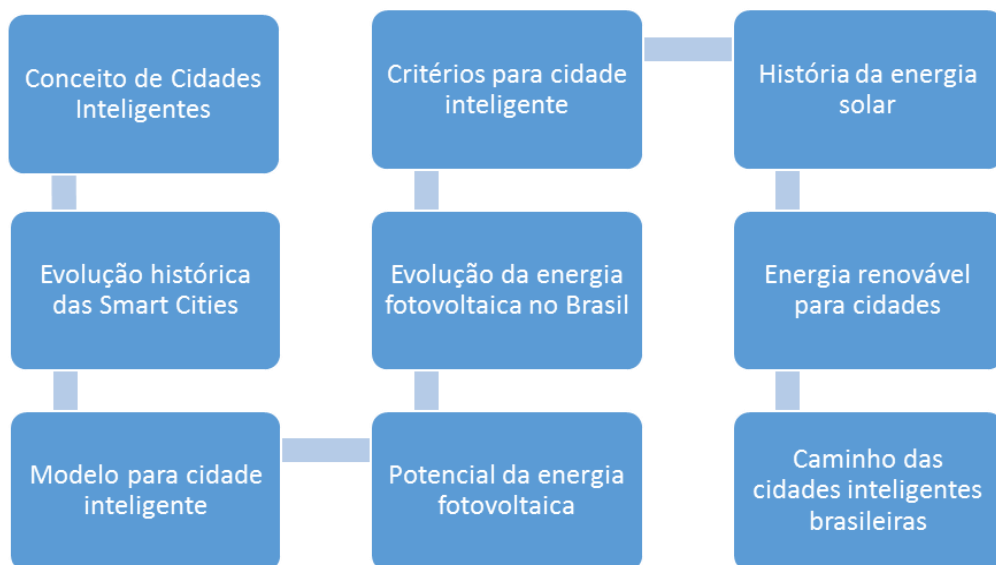 Conceito de Cidades
Inteligentes
Evolução histórica
das Smart Cities
Modelo para cidade
inteligente
Potencial da energia
fotovoltaica
Evolução da energia
fotovoltaica no Brasil
Critérios para cidade
inteligente
História da energia
solar
Energia renovável
para cidades
Caminho das
cidades inteligentes
brasileiras